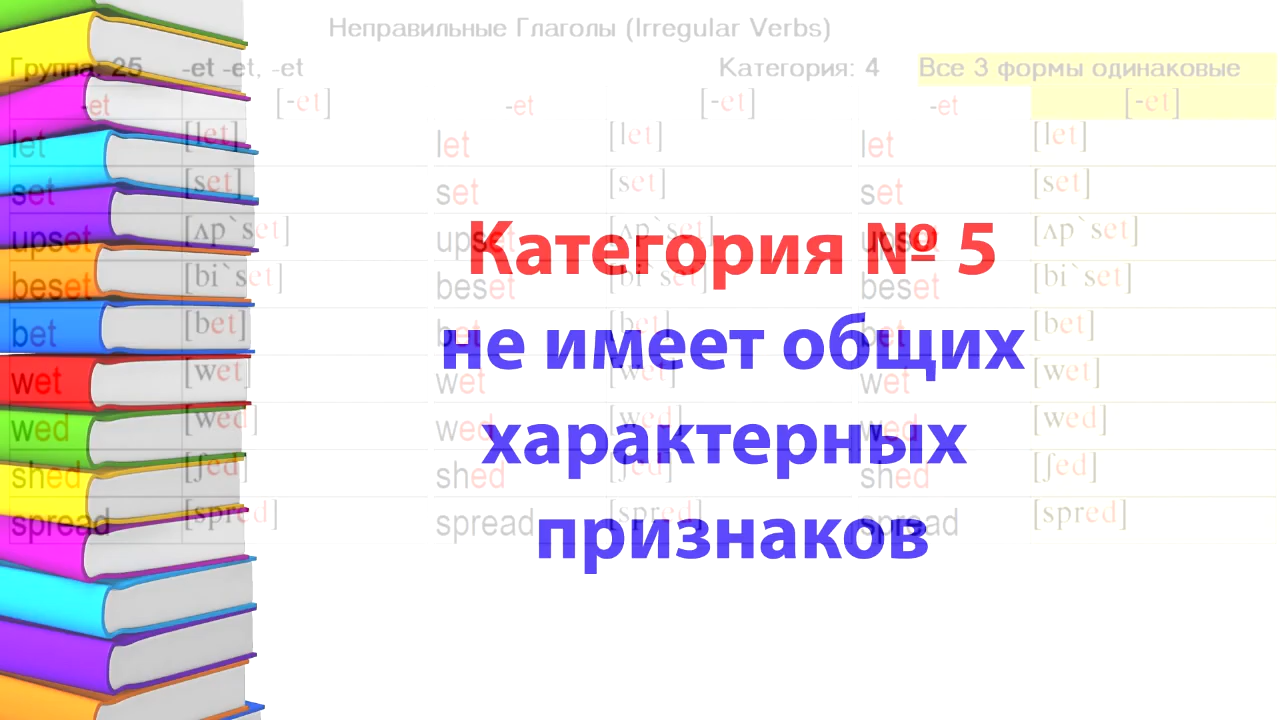 Неправильные Глаголы (Irregular Verbs)
Группа: 25 -et -et, -et Категория: 4 Все 3 формы одинаковые
-et [-et] -et [-et] -et [-et]
let [let] let [let] let [let]
set [set] set [set] set [set]
upset [ʌp`set] upset [ʌp`set] upset [ʌp`set]
beset [bi`set] beset [bi`set] beset [bi`set]
bet [bet] bet [bet] bet [bet]
wet [wet] wet [wet] wet [wet]
wed [wed] wed [wed] wed [wed]
shed [ʃed] shed [ʃed] shed [ʃed]
spread [spred] spread [spred] spread [spred]
Категория № 5
не имеет общих
характерных
признаков